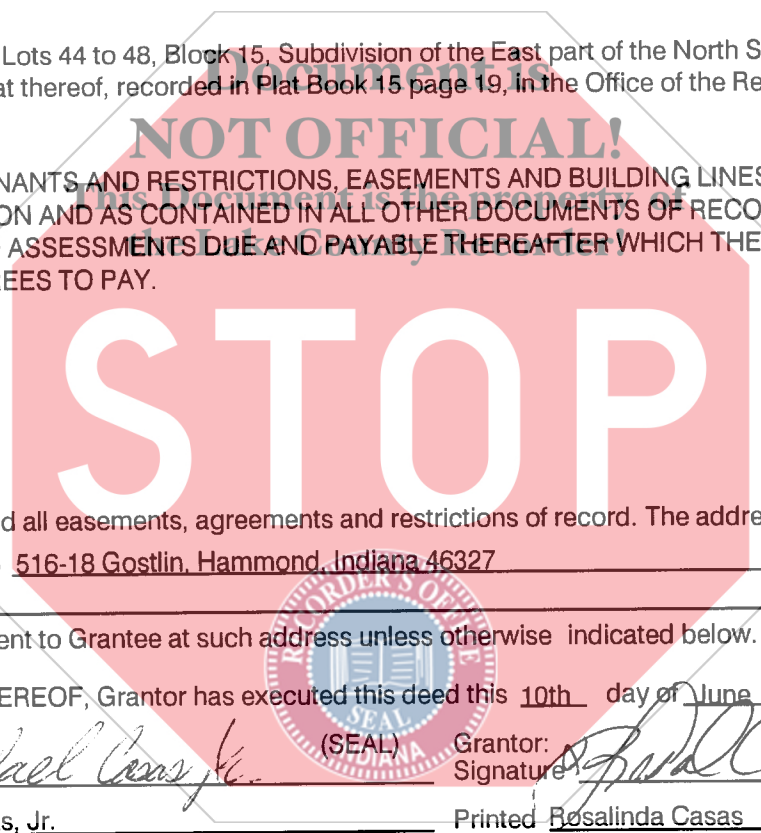 Lots 44 to 48, Block 15, Subdivision of the East part of the North S
at thereof, recorded in Plat Book 15 page 19, in the Office of the Re
Document is
NOT OFFICIAL!
This Document is the property of
the Lake County Recorder!
NANTS AND RESTRICTIONS, EASEMENTS AND BUILDING LINES
ON AND AS CONTAINED IN ALL OTHER DOCUMENTS OF RECO
ASSESSMENTS DUE AND PAYABLE THEREAFTER WHICH THE
REES TO PAY.
STOP
d all easements, agreements and restrictions of record. The addre
516-18 Gostlin, Hammond, Indiana 46327
ent to Grantee at such address unless otherwise indicated below.
EREOF, Grantor has executed this deed this 10th day of June
RECORDER'S OFFICE
SEAL
INDIANA
ael Casas Jr. (SEAL) Grantor:
Signature
s, Jr. Printed Rosalinda Casas